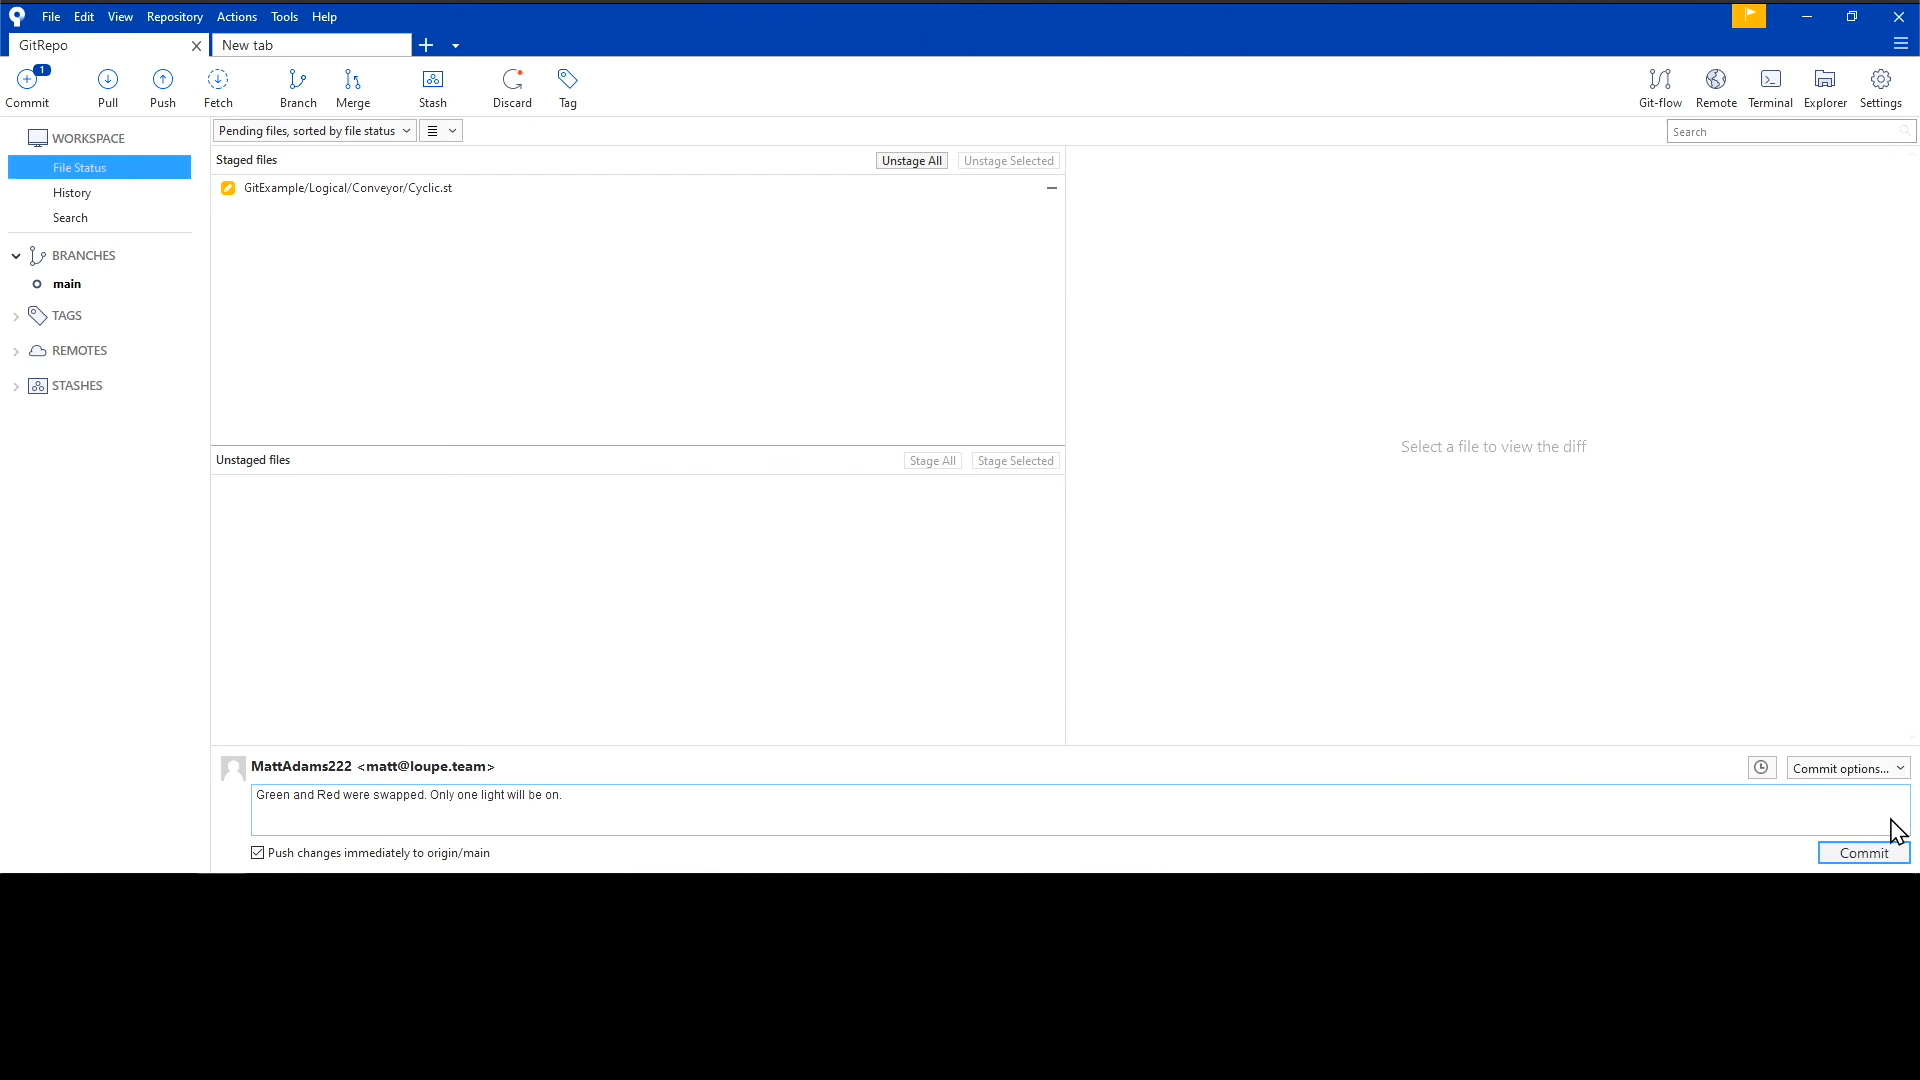 File Edit View Repository Actions Tools Help
GitRepo New tab
1
Commit Pull Push Fetch Branch Merge Stash Discard Tag Git-flow Remote Terminal Explorer Settings
WORKSPACE
File Status
History
Search
BRANCHES
main
TAGS
REMOTES
STASHES
Pending files, sorted by file status
Search
Staged files Unstage All Unstage Selected
GitExample/Logical/Conveyor/Cyclic.st
Unstaged files Stage All Stage Selected
Select a file to view the diff
MattAdams222 <matt@loupe.team> Commit options...
Green and Red were swapped. Only one light will be on.
Push changes immediately to origin/main Commit